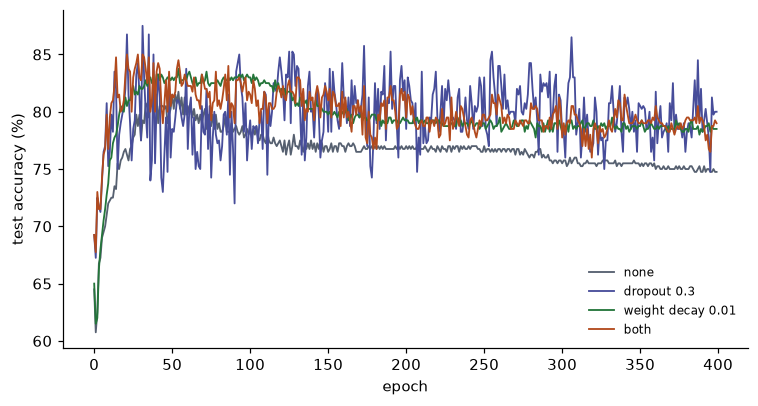 85
80
75
70
65
60
test accuracy (%)
0 50 100 150 200 250 300 350 400
epoch
none
dropout 0.3
weight decay 0.01
both